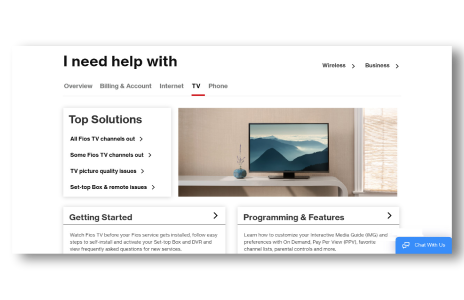 I need help with
Wireless
Business
Overview Billing & Account Internet TV Phone
Top Solutions
All Fios TV channels out
Some Fios TV channels out
TV picture quality issues
Set-top Box & remote issues
Getting Started
Watch Fios TV before your Fios service gets installed, follow easy
steps to self-install and activate your Set-top Box and DVR and
view frequently asked questions for new services.
Programming & Features
Learn how to customize your Interactive Media Guide (IMG) and
preferences with On Demand, Pay Per View (PPV), favorite
channel lists, parental controls and more.
Chat With Us